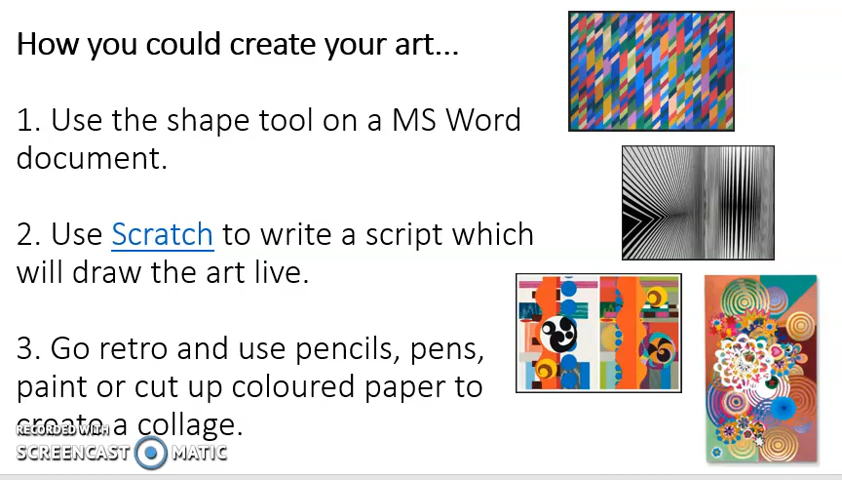 How you could create your art...
1. Use the shape tool on a MS Word
document.
2. Use Scratch to write a script which
will draw the art live.
3. Go retro and use pencils, pens,
paint or cut up coloured paper to
create a collage.
RECORDED WITH
SCREENCAST MATIC